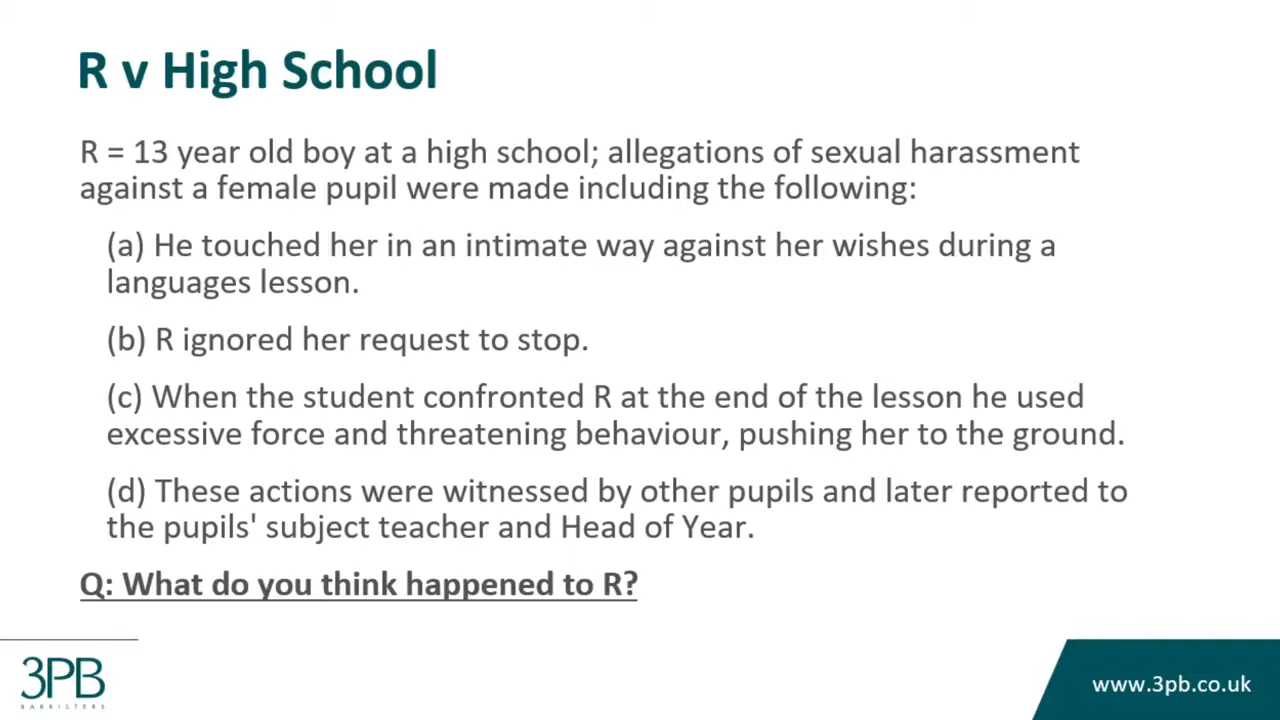 R v High School
R = 13 year old boy at a high school; allegations of sexual harassment
against a female pupil were made including the following:
(a) He touched her in an intimate way against her wishes during a
languages lesson.
(b) R ignored her request to stop.
(c) When the student confronted R at the end of the lesson he used
excessive force and threatening behaviour, pushing her to the ground.
(d) These actions were witnessed by other pupils and later reported to
the pupils' subject teacher and Head of Year.
Q: What do you think happened to R?
3PB
BARRISTERS
www.3pb.co.uk